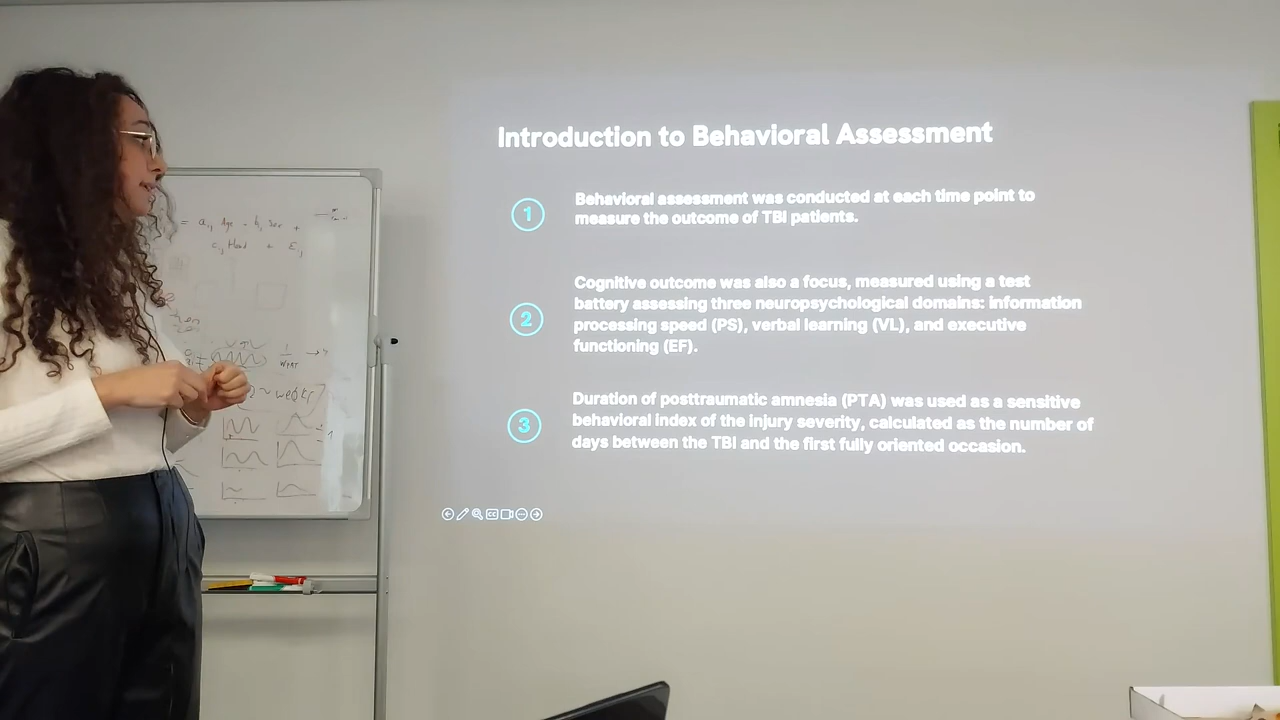 Introduction to Behavioral Assessment
1
Behavioral assessment was conducted at each time point to
measure the outcome of TBI patients.
2
Cognitive outcome was also a focus, measured using a test
battery assessing three neuropsychological domains: information
processing speed (PS), verbal learning (VL), and executive
functioning (EF).
3
Duration of posttraumatic amnesia (PTA) was used as a sensitive
behavioral index of the injury severity, calculated as the number of
days between the TBI and the first fully oriented occasion.